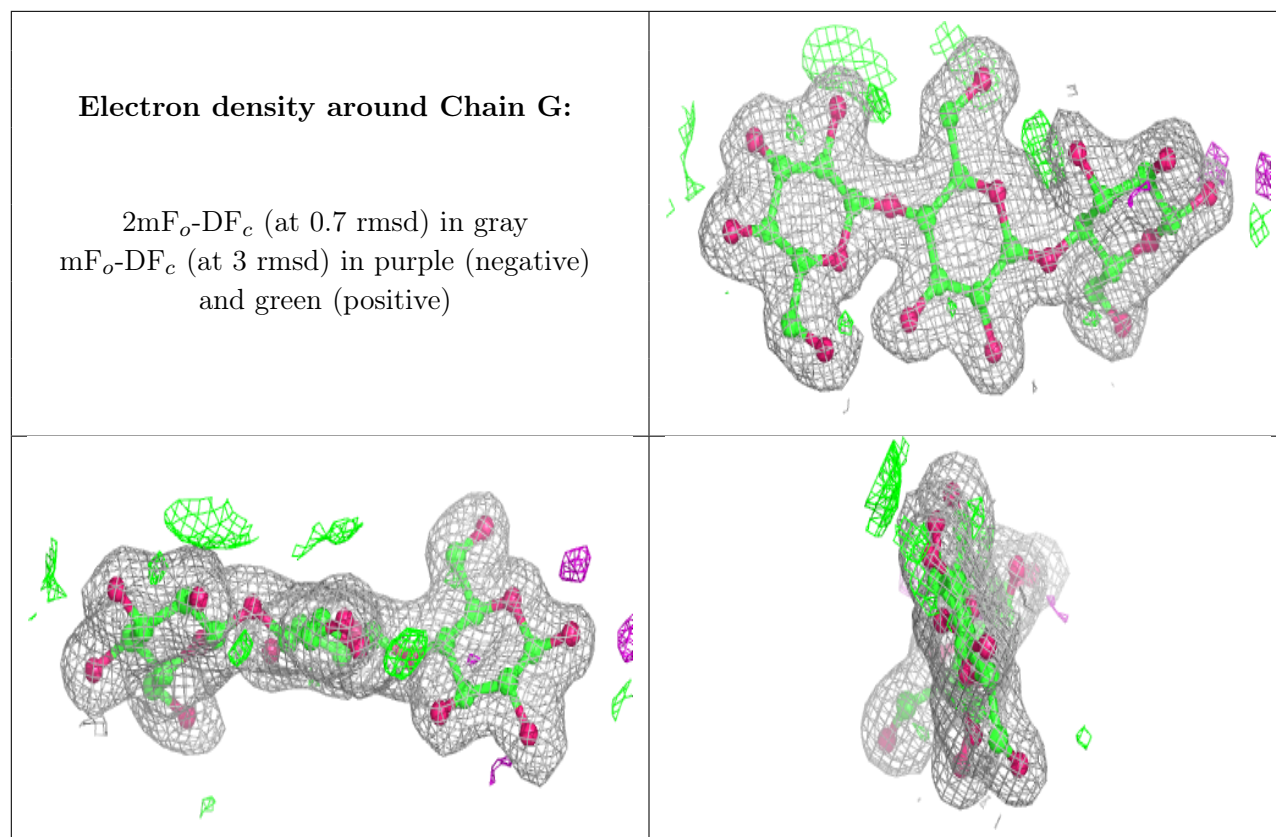 Electron density around Chain G:
2mFo-DFc (at 0.7 rmsd) in gray
mFo-DFc (at 3 rmsd) in purple (negative)
and green (positive)